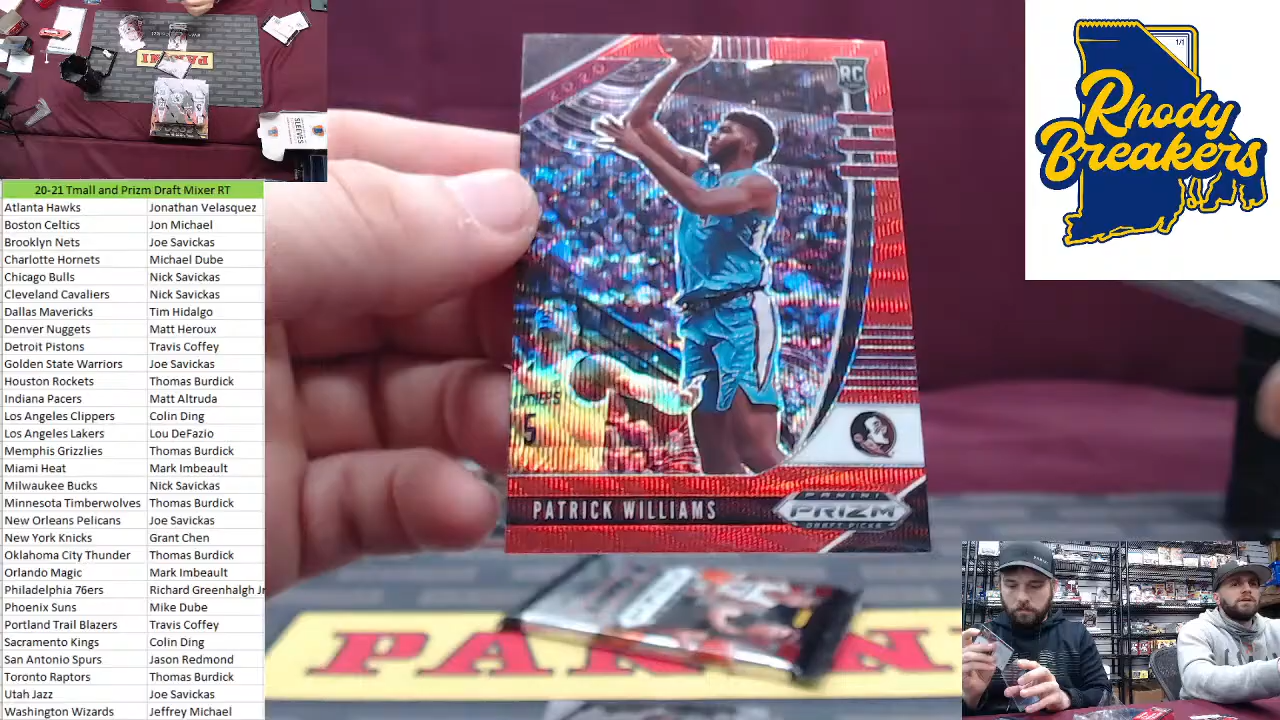 PANINI
SLEEVES
20-21 Tmall and Prizm Draft Mixer RT
Atlanta Hawks Jonathan Velasquez
Boston Celtics Jon Michael
Brooklyn Nets Joe Savickas
Charlotte Hornets Michael Dube
Chicago Bulls Nick Savickas
Cleveland Cavaliers Nick Savickas
Dallas Mavericks Tim Hidalgo
Denver Nuggets Matt Heroux
Detroit Pistons Travis Coffey
Golden State Warriors Joe Savickas
Houston Rockets Thomas Burdick
Indiana Pacers Matt Altruda
Los Angeles Clippers Colin Ding
Los Angeles Lakers Lou DeFazio
Memphis Grizzlies Thomas Burdick
Miami Heat Mark Imbeault
Milwaukee Bucks Nick Savickas
Minnesota Timberwolves Thomas Burdick
New Orleans Pelicans Joe Savickas
New York Knicks Grant Chen
Oklahoma City Thunder Thomas Burdick
Orlando Magic Mark Imbeault
Philadelphia 76ers Richard Greenhalgh Jr
Phoenix Suns Mike Dube
Portland Trail Blazers Travis Coffey
Sacramento Kings Colin Ding
San Antonio Spurs Jason Redmond
Toronto Raptors Thomas Burdick
Utah Jazz Joe Savickas
Washington Wizards Jeffrey Michael
2020
RC
5
PATRICK WILLIAMS
PANINI
PRIZM
DRAFT PICKS
PANINI
1/1
Rhody
Breakers